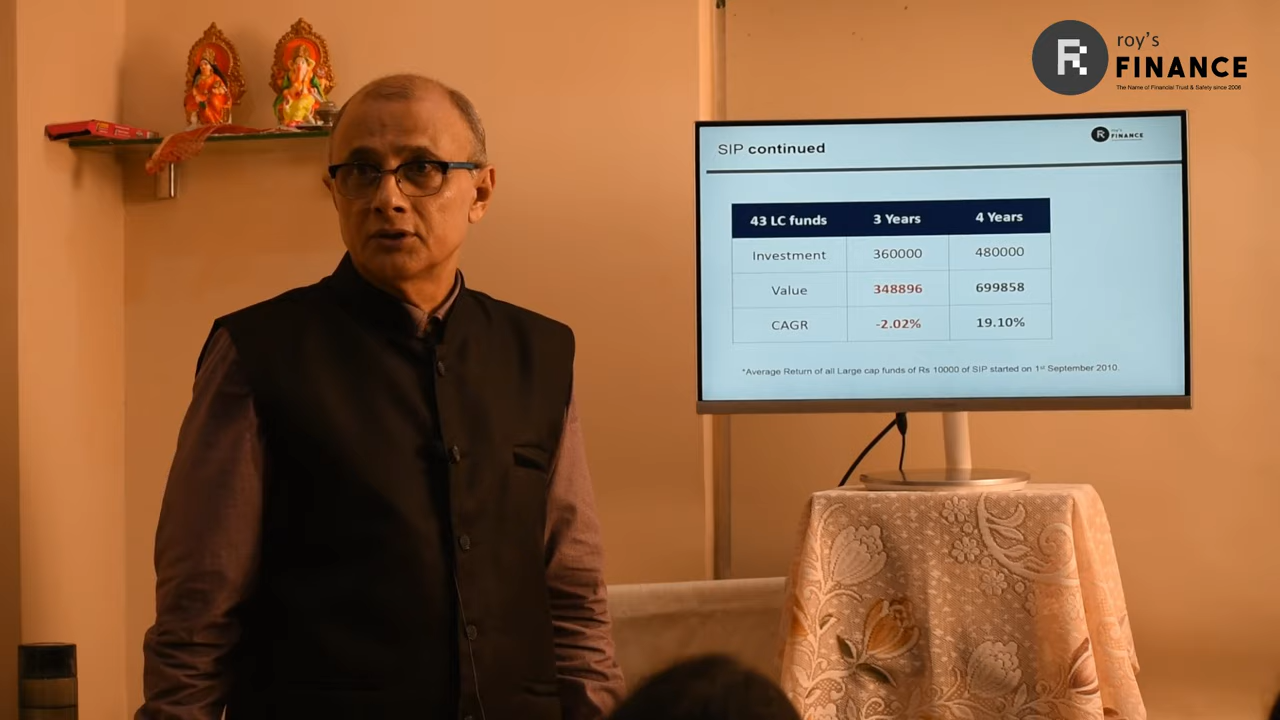 roy's
FINANCE
The Name of Financial Trust & Safety since 2006
SIP continued
roy's
FINANCE
43 LC funds 3 Years 4 Years
Investment 360000 480000
Value 348896 699858
CAGR -2.02% 19.10%
*Average Return of all Large cap funds of Rs 10000 of SIP started on 1st September 2010.